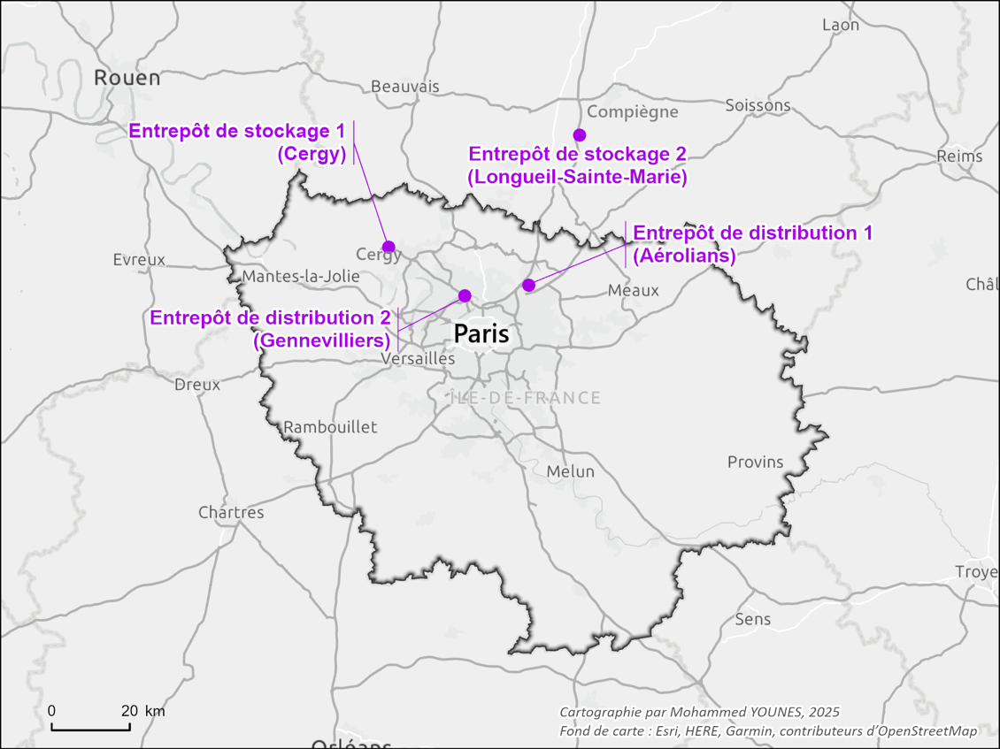 Laon
Rouen
Beauvais
Compiègne
Soissons
Entrepôt de stockage 1
(Cergy)
Entrepôt de stockage 2
(Longueil-Sainte-Marie)
Reims
Entrepôt de distribution 1
(Aérolians)
Cergy
Evreux
Mantes-la-Jolie
Meaux
Châl
Entrepôt de distribution 2
(Gennevilliers)
Paris
Versailles
Dreux
ÎLE-DE-FRANCE
Rambouillet
Provins
Melun
Chartres
Troye
Sens
0 20 km
Cartographie par Mohammed YOUNES, 2025
Fond de carte : Esri, HERE, Garmin, contributeurs d'OpenStreetMap
Orléans